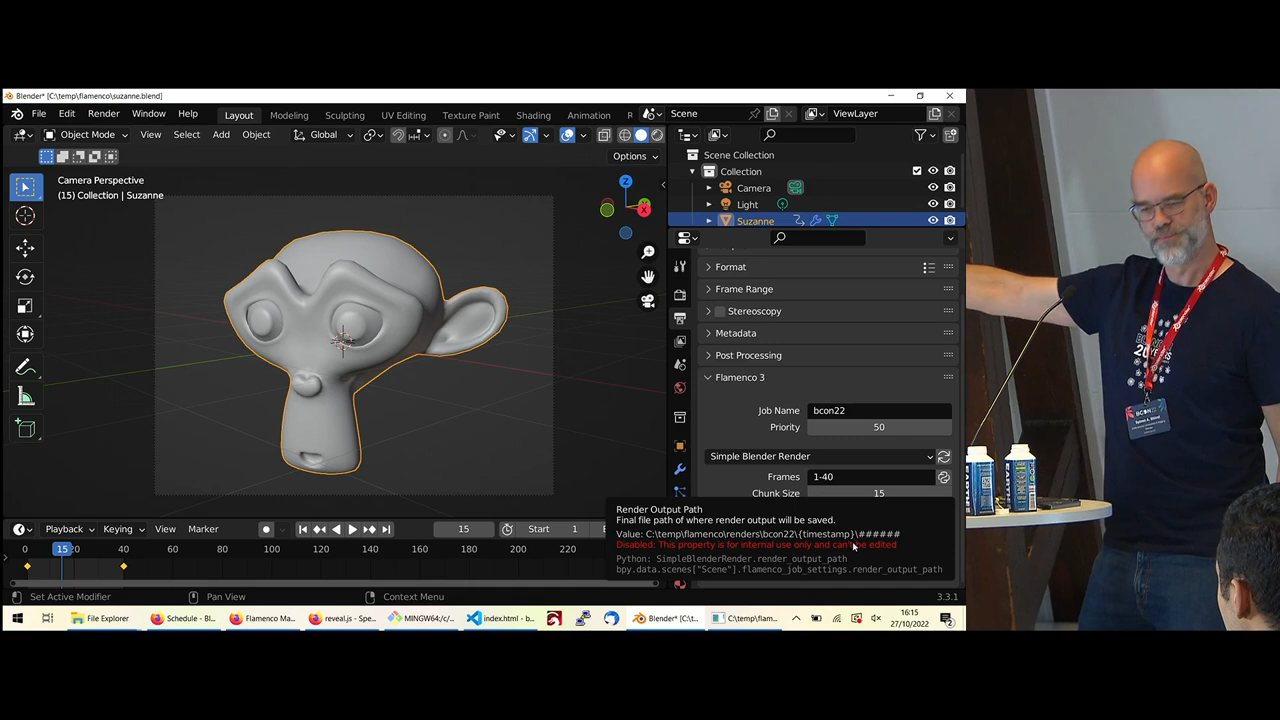 Blender* [C:\temp\flamenco\suzanne.blend]
File Edit Render Window Help Layout Modeling Sculpting UV Editing Texture Paint Shading Animation R Scene ViewLayer
Object Mode View Select Add Object Global
Options
Camera Perspective
(15) Collection | Suzanne
Z
X
Scene Collection
Collection
Camera
Light
Suzanne
Format
Frame Range
Stereoscopy
Metadata
Post Processing
Flamenco 3
Job Name bcon22
Priority 50
Simple Blender Render
Frames 1-40
Chunk Size 15
Render Output Path
Final file path of where render output will be saved.
Value: C:\temp\flamenco\renders\bcon22\{timestamp}\######
Disabled: This property is for internal use only and can't be edited
Python: SimpleBlenderRender.render_output_path
bpy.data.scenes["Scene"].flamenco_job_settings.render_output_path
Playback Keying View Marker 15 Start 1
0 15 40 80 120 160 200 220
Set Active Modifier Pan View Context Menu 3.3.1
File Explorer Schedule - Bl... Flamenco Ma... reveal.js - Spe... MINGW64:/c/... index.html - b... Blender* [C:\t... C:\temp\flam...
16:15
27/10/2022
2
BCON22
20 YEARS